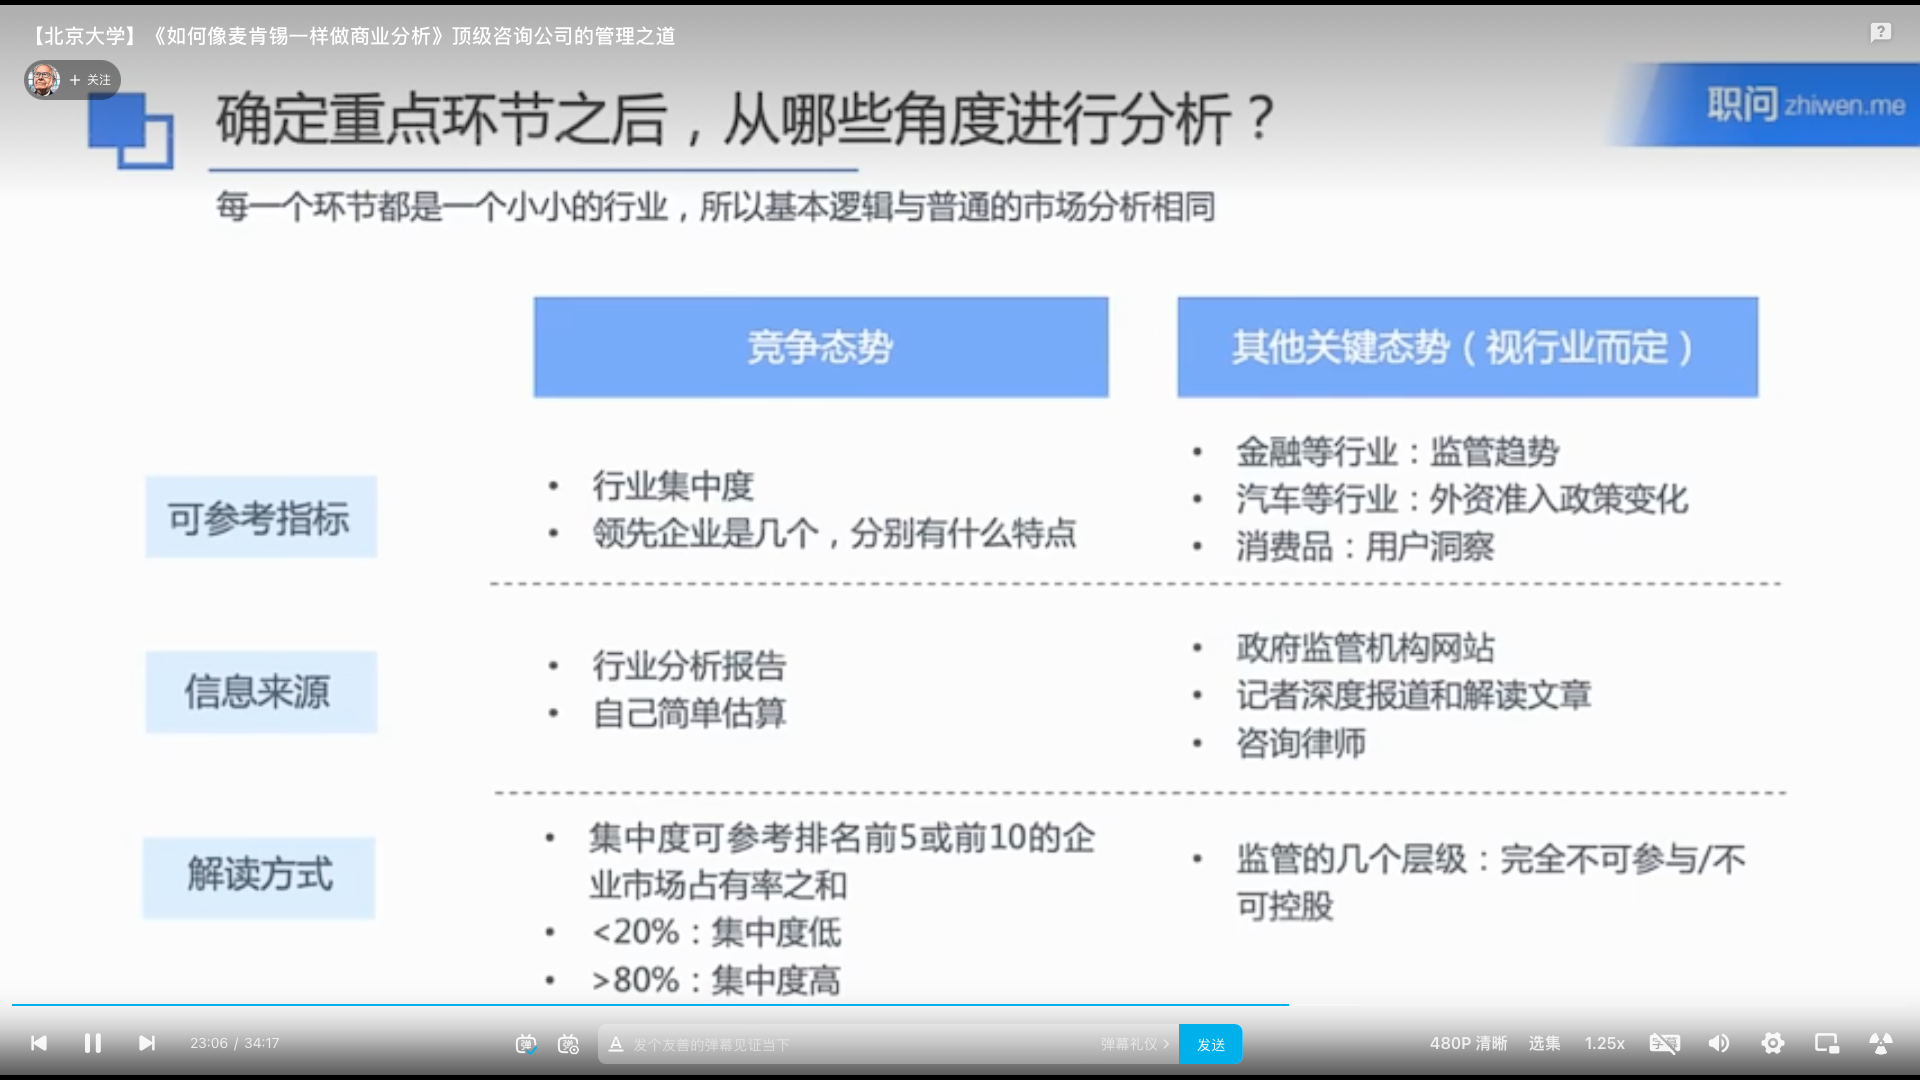 【北京大学】《如何像麦肯锡一样做商业分析》顶级咨询公司的管理之道
+ 关注
确定重点环节之后，从哪些角度进行分析？
职问 zhiwen.me
每一个环节都是一个小小的行业，所以基本逻辑与普通的市场分析相同
竞争态势
其他关键态势（视行业而定）
可参考指标
• 行业集中度
• 领先企业是几个，分别有什么特点
• 金融等行业：监管趋势
• 汽车等行业：外资准入政策变化
• 消费品：用户洞察
信息来源
• 行业分析报告
• 自己简单估算
• 政府监管机构网站
• 记者深度报道和解读文章
• 咨询律师
解读方式
• 集中度可参考排名前5或前10的企
业市场占有率之和
• <20%：集中度低
• >80%：集中度高
• 监管的几个层级：完全不可参与/不
可控股
23:06 / 34:17
弹
弹
A 发个友善的弹幕见证当下
弹幕礼仪 >
发送
480P 清晰
选集
1.25x
字幕